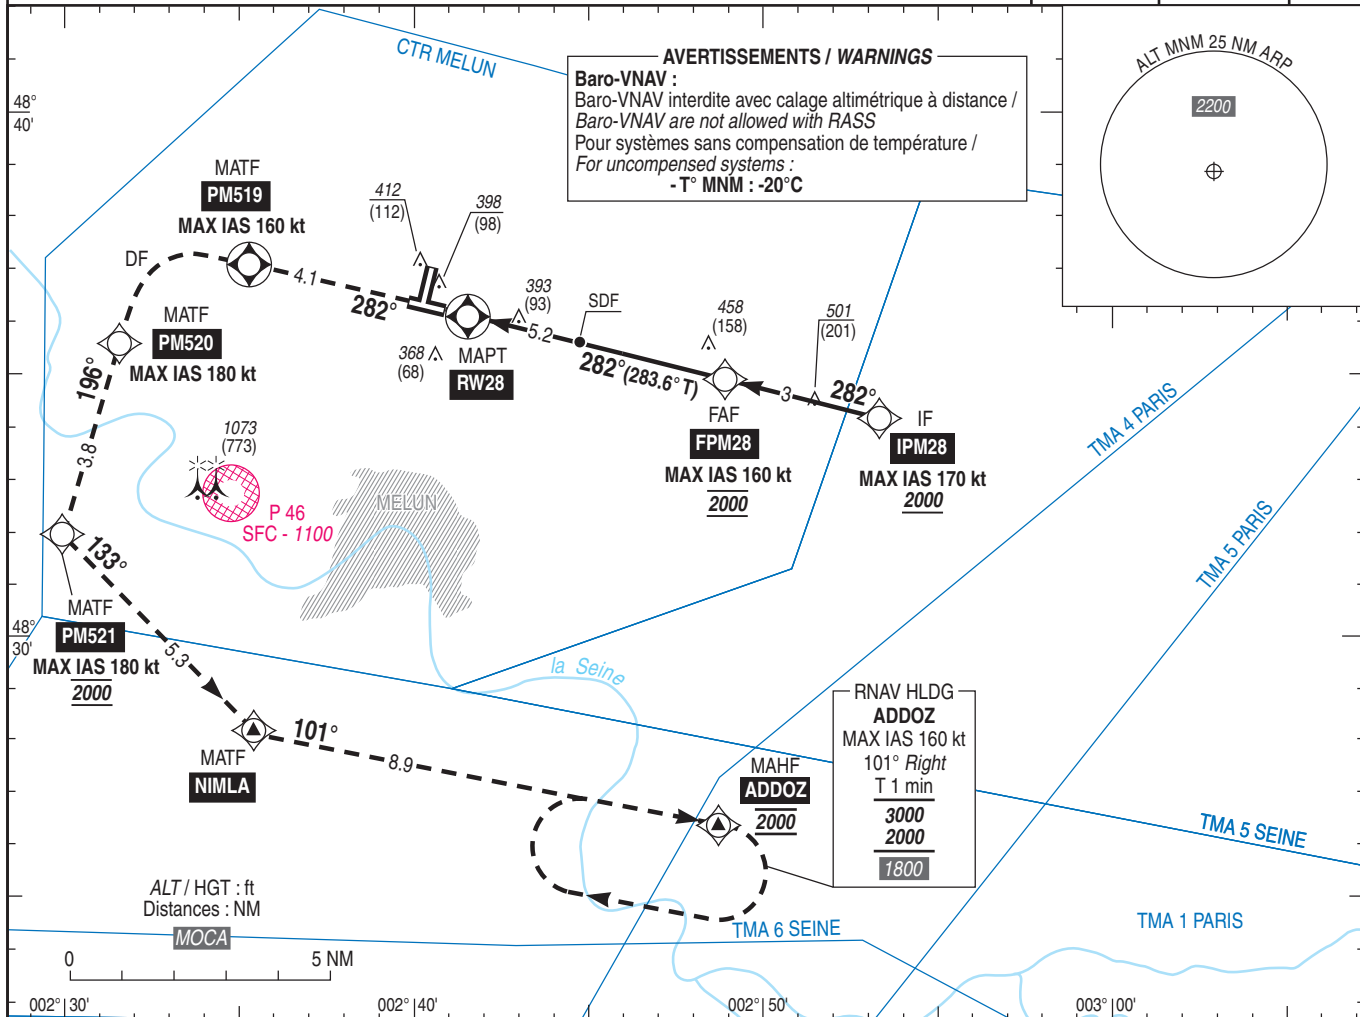 CTR MELUN
AVERTISSEMENTS / WARNINGS
Baro-VNAV :
Baro-VNAV interdite avec calage altimétrique à distance /
Baro-VNAV are not allowed with RASS
Pour systèmes sans compensation de température /
For uncompensed systems :
- T° MNM : -20°C
ALT MNM 25 NM ARP
2200
48°
40'
MATF
PM519
MAX IAS 160 kt
412
(112)
398
(98)
DF
4.1
282°
393
(93)
SDF
458
(158)
501
(201)
MATF
PM520
MAX IAS 180 kt
368
(68)
MAPT
RW28
5.2
282° (283.6° T)
3
282°
196°
FAF
FPM28
MAX IAS 160 kt
2000
IF
IPM28
MAX IAS 170 kt
2000
TMA 4 PARIS
3.8
1073
(773)
P 46
SFC - 1100
MELUN
TMA 5 PARIS
133°
MATF
PM521
MAX IAS 180 kt
2000
48°
30'
5.3
la Seine
101°
MATF
NIMLA
8.9
MAHF
ADDOZ
2000
RNAV HLDG
ADDOZ
MAX IAS 160 kt
101° Right
T 1 min
3000
2000
1800
TMA 5 SEINE
ALT / HGT : ft
Distances : NM
MOCA
TMA 6 SEINE
TMA 1 PARIS
0
5 NM
002° 30'
002° 40'
002° 50'
003° 00'